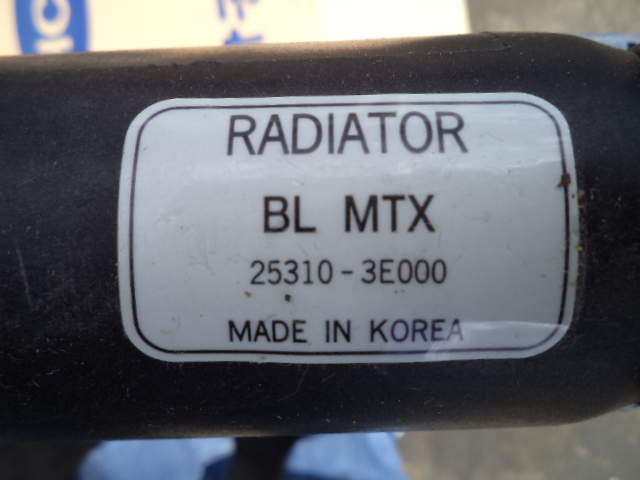 RADIATOR
BL MTX
25310-3E000
MADE IN KOREA